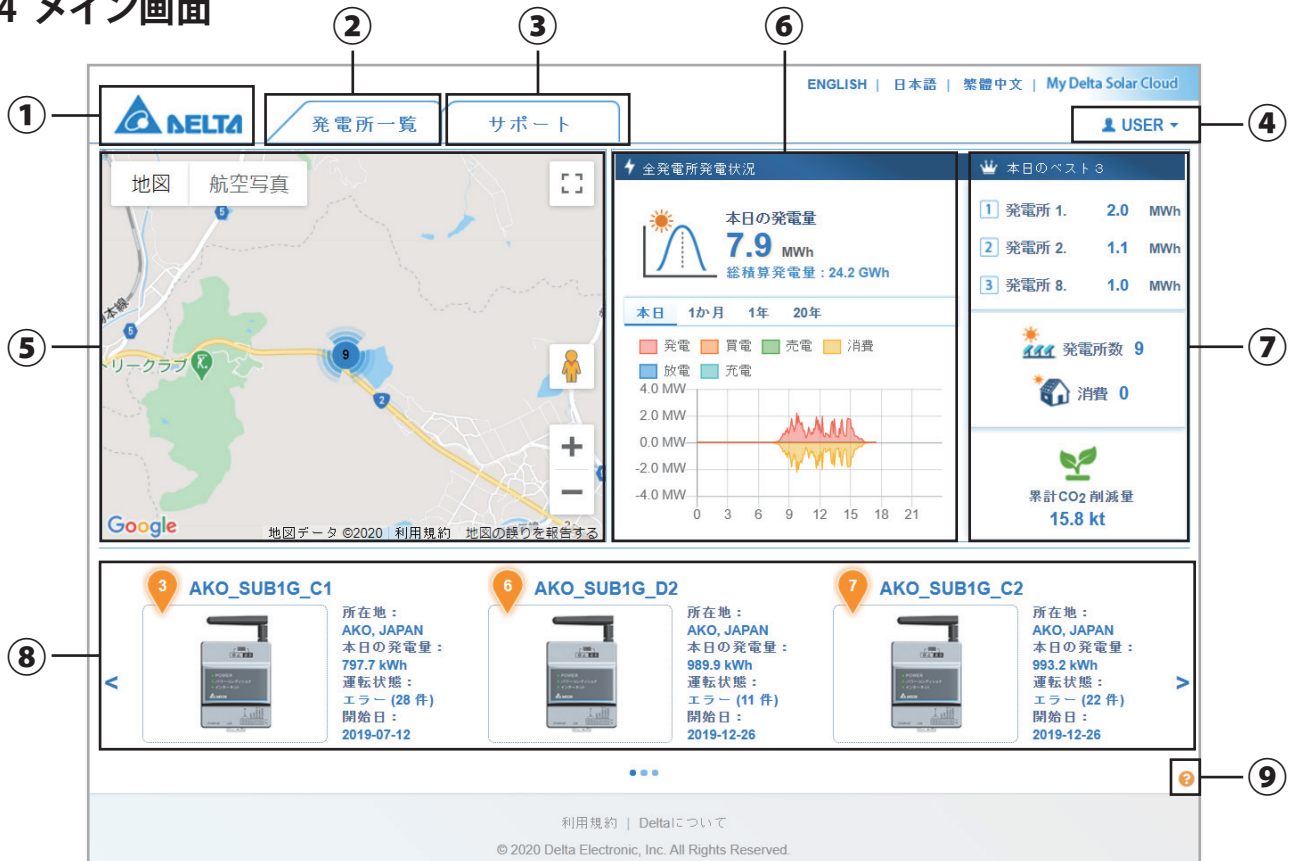 4 メイン画面
② ③ ⑥
ENGLISH | 日本語 | 繁體中文 | My Delta Solar Cloud
① DELTA 発電所一覧 サポート USER ④
地図 航空写真
5
本線
5
トリークラブ
9
2
Google
地図データ ©2020 利用規約 地図の誤りを報告する
⑤
全発電所発電状況
本日の発電量
7.9 MWh
総積算発電量 : 24.2 GWh
本日 1か月 1年 20年
発電 買電 売電 消費
放電 充電
4.0 MW
2.0 MW
0.0 MW
-2.0 MW
-4.0 MW
0 3 6 9 12 15 18 21
本日のベスト3
1 発電所 1. 2.0 MWh
2 発電所 2. 1.1 MWh
3 発電所 8. 1.0 MWh
発電所数 9
消費 0
累計CO2 削減量
15.8 kt
⑦
⑧
<
3 AKO_SUB1G_C1
所在地：
AKO, JAPAN
本日の発電量：
797.7 kWh
運転状態：
エラー (28 件)
開始日：
2019-07-12
6 AKO_SUB1G_D2
所在地：
AKO, JAPAN
本日の発電量：
989.9 kWh
運転状態：
エラー (11 件)
開始日：
2019-12-26
7 AKO_SUB1G_C2
所在地：
AKO, JAPAN
本日の発電量：
993.2 kWh
運転状態：
エラー (22 件)
開始日：
2019-12-26
>
? ⑨
利用規約 | Deltaについて
© 2020 Delta Electronic, Inc. All Rights Reserved.